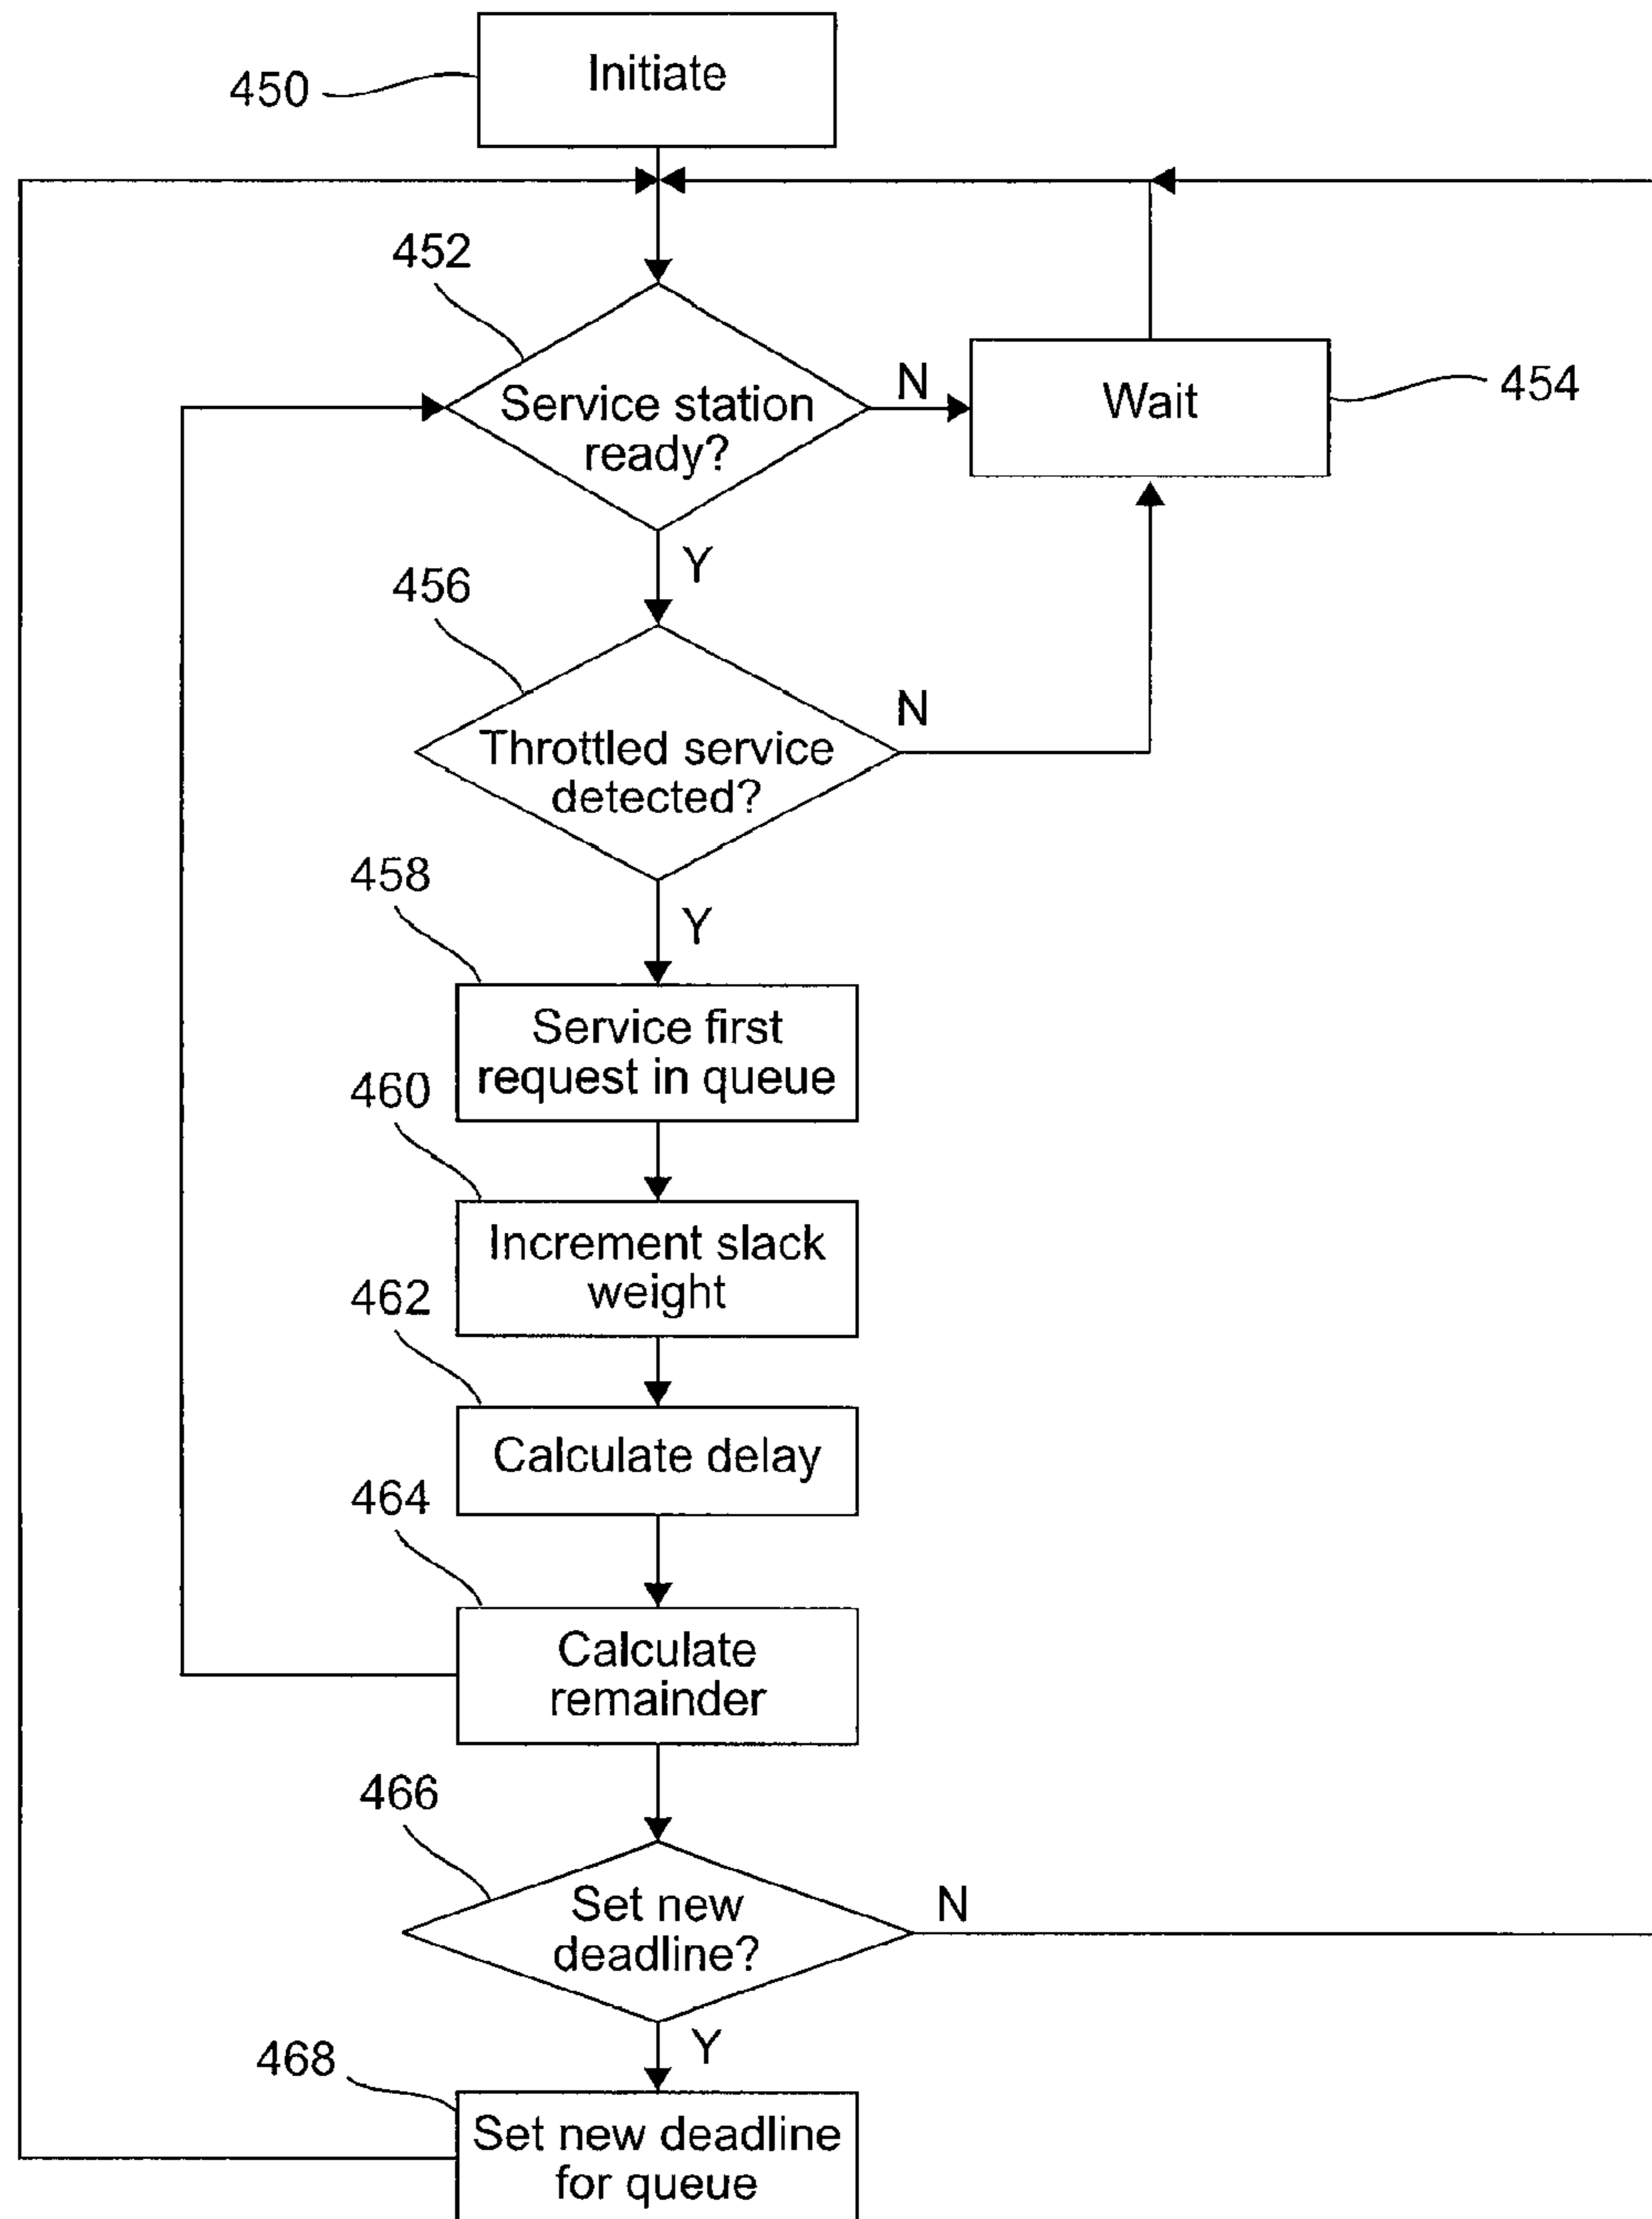 Initiate
450
452
Service station
ready?
N
Wait
454
Y
456
Throttled service
detected?
N
458
Y
Service first
request in queue
460
Increment slack
weight
462
Calculate delay
464
Calculate
remainder
466
Set new
deadline?
N
Y
468
Set new deadline
for queue